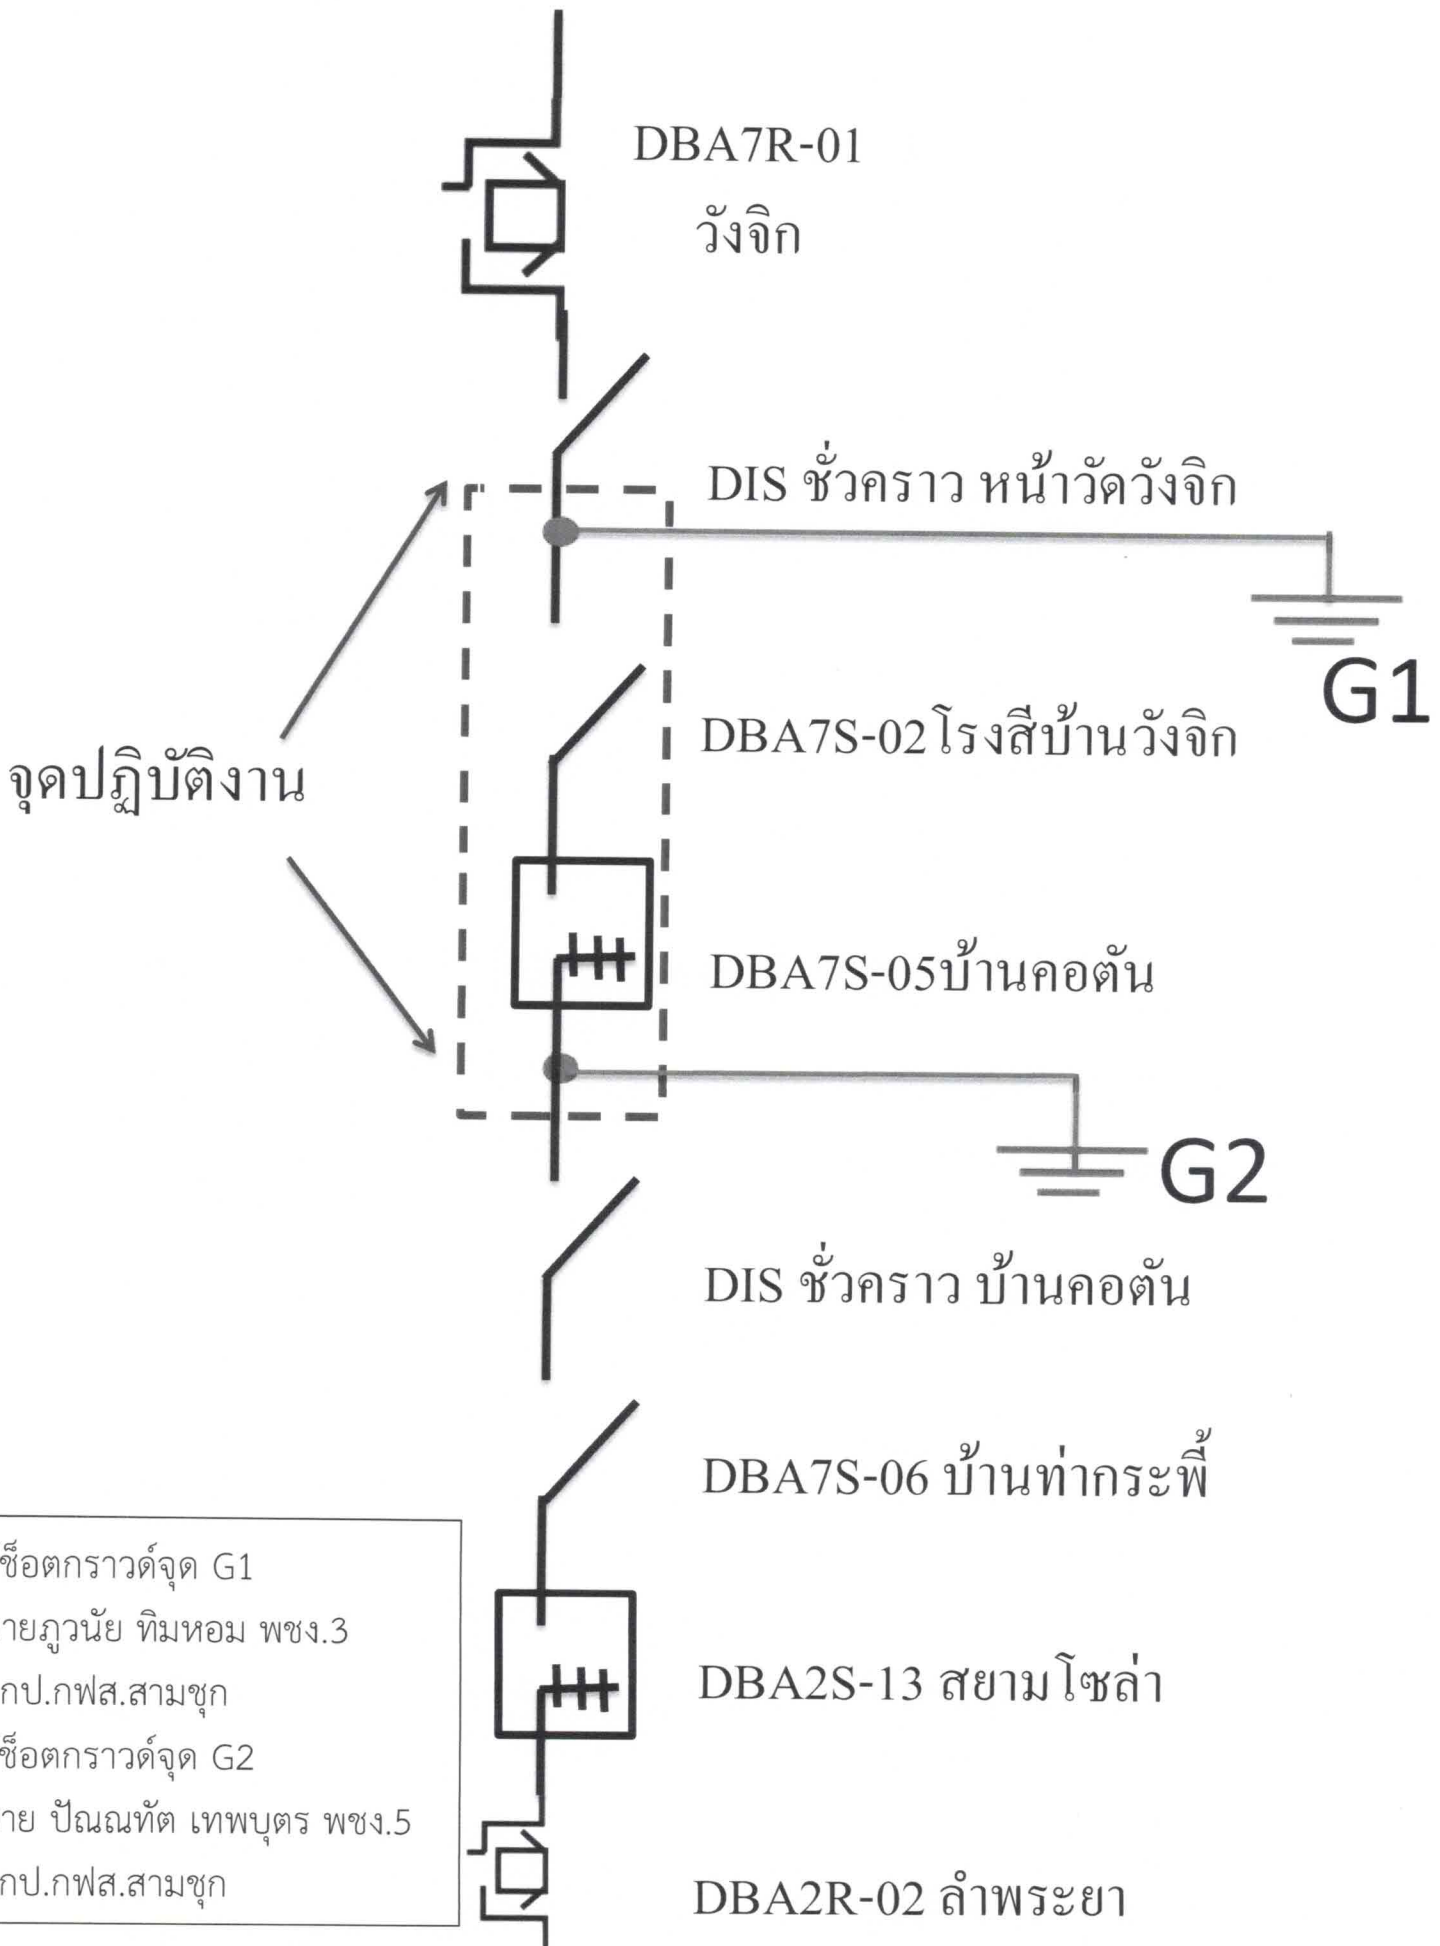 DBA7R-01
วังจิก
DIS ชั่วคราว หน้าวัดวังจิก
G1
DBA7S-02โรงสีบ้านวังจิก
จุดปฏิบัติงาน
DBA7S-05บ้านคอตัน
G2
DIS ชั่วคราว บ้านคอตัน
DBA7S-06 บ้านท่ากระพี้
ช็อตกราวด์จุด G1
ายภูวนัย ทิมหอม พชง.3
กป.กฟส.สามชุก
ช็อตกราวด์จุด G2
าย ปัณณทัต เทพบุตร พชง.5
กป.กฟส.สามชุก
DBA2S-13 สยามโซล่า
DBA2R-02 ลำพระยา